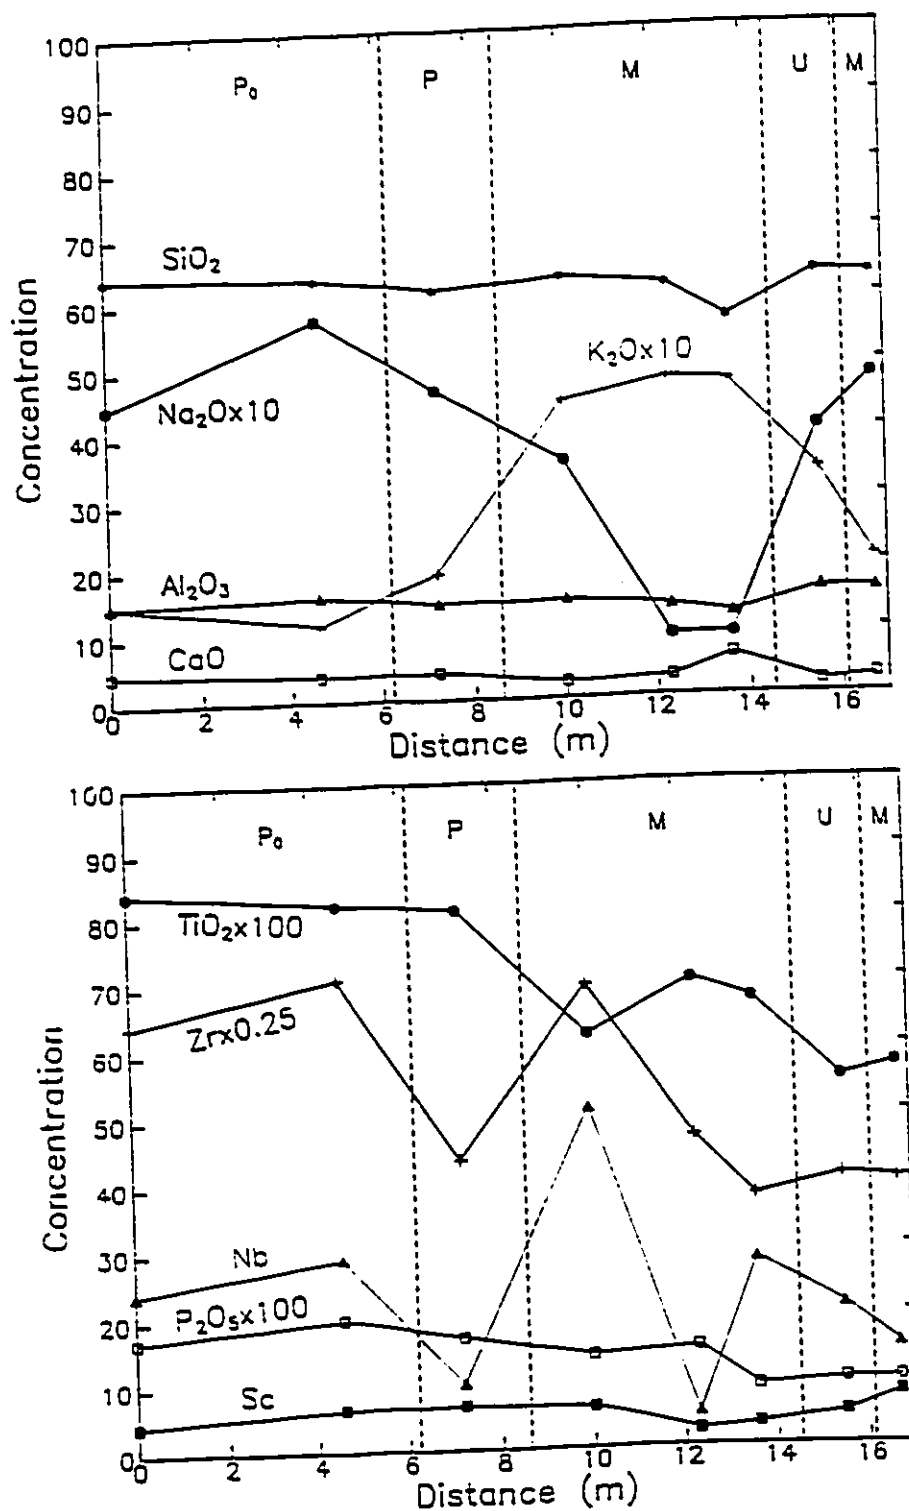 100
P₀ P M U M
90
80
70
SiO₂
60
K₂Ox10
50
Na₂Ox10
40
30
20
Al₂O₃
10
CaO
0
0 2 4 6 8 10 12 14 16
Distance (m)
Concentration
100
P₀ P M U M
90
80
TiO₂x100
70
Zrx0.25
60
50
40
30
Nb
20
P₂O₅x100
10
Sc
0
0 2 4 6 8 10 12 14 16
Distance (m)
Concentration